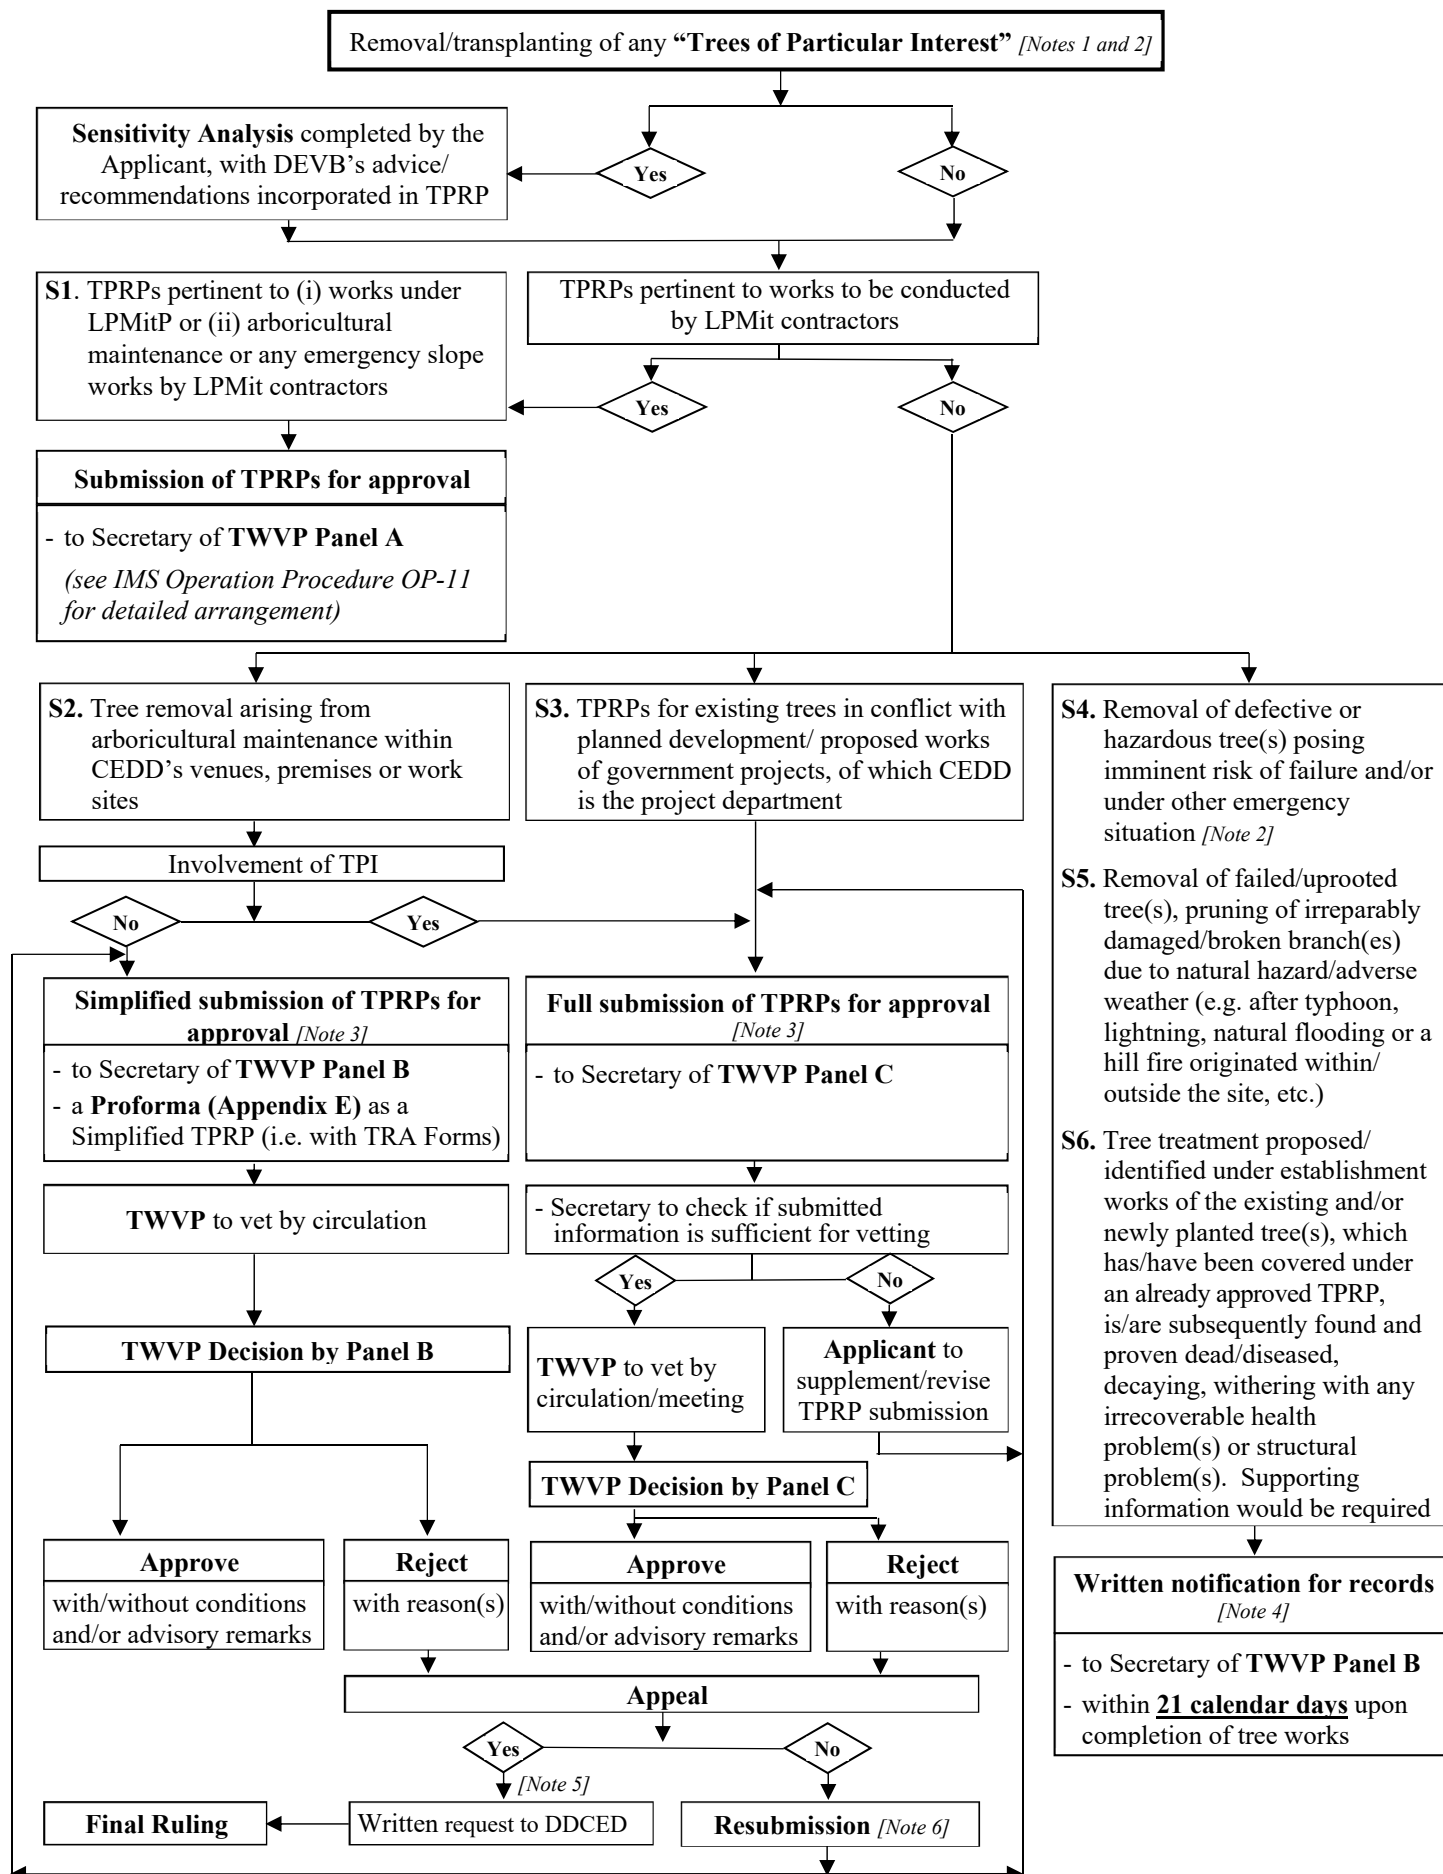 Removal/transplanting of any “Trees of Particular Interest” [Notes 1 and 2]
Sensitivity Analysis completed by the
Applicant, with DEVB’s advice/
recommendations incorporated in TPRP
Yes
No
S1. TPRPs pertinent to (i) works under
LPMitP or (ii) arboricultural
maintenance or any emergency slope
works by LPMit contractors
TPRPs pertinent to works to be conducted
by LPMit contractors
Yes
No
Submission of TPRPs for approval
- to Secretary of TWVP Panel A
(see IMS Operation Procedure OP-11
for detailed arrangement)
S2. Tree removal arising from
arboricultural maintenance within
CEDD’s venues, premises or work
sites
Involvement of TPI
No
Yes
S3. TPRPs for existing trees in conflict with
planned development/ proposed works
of government projects, of which CEDD
is the project department
Simplified submission of TPRPs for
approval [Note 3]
- to Secretary of TWVP Panel B
- a Proforma (Appendix E) as a
Simplified TPRP (i.e. with TRA Forms)
TWVP to vet by circulation
TWVP Decision by Panel B
Approve
with/without conditions
and/or advisory remarks
Reject
with reason(s)
Full submission of TPRPs for approval
[Note 3]
- to Secretary of TWVP Panel C
- Secretary to check if submitted
information is sufficient for vetting
Yes
No
TWVP to vet by
circulation/meeting
Applicant to
supplement/revise
TPRP submission
TWVP Decision by Panel C
Approve
with/without conditions
and/or advisory remarks
Reject
with reason(s)
Appeal
Yes
No
[Note 5]
Final Ruling
Written request to DDCED
Resubmission [Note 6]
S4. Removal of defective or
hazardous tree(s) posing
imminent risk of failure and/or
under other emergency
situation [Note 2]
S5. Removal of failed/uprooted
tree(s), pruning of irreparably
damaged/broken branch(es)
due to natural hazard/adverse
weather (e.g. after typhoon,
lightning, natural flooding or a
hill fire originated within/
outside the site, etc.)
S6. Tree treatment proposed/
identified under establishment
works of the existing and/or
newly planted tree(s), which
has/have been covered under
an already approved TPRP,
is/are subsequently found and
proven dead/diseased,
decaying, withering with any
irrecoverable health
problem(s) or structural
problem(s). Supporting
information would be required
Written notification for records
[Note 4]
- to Secretary of TWVP Panel B
- within 21 calendar days upon
completion of tree works